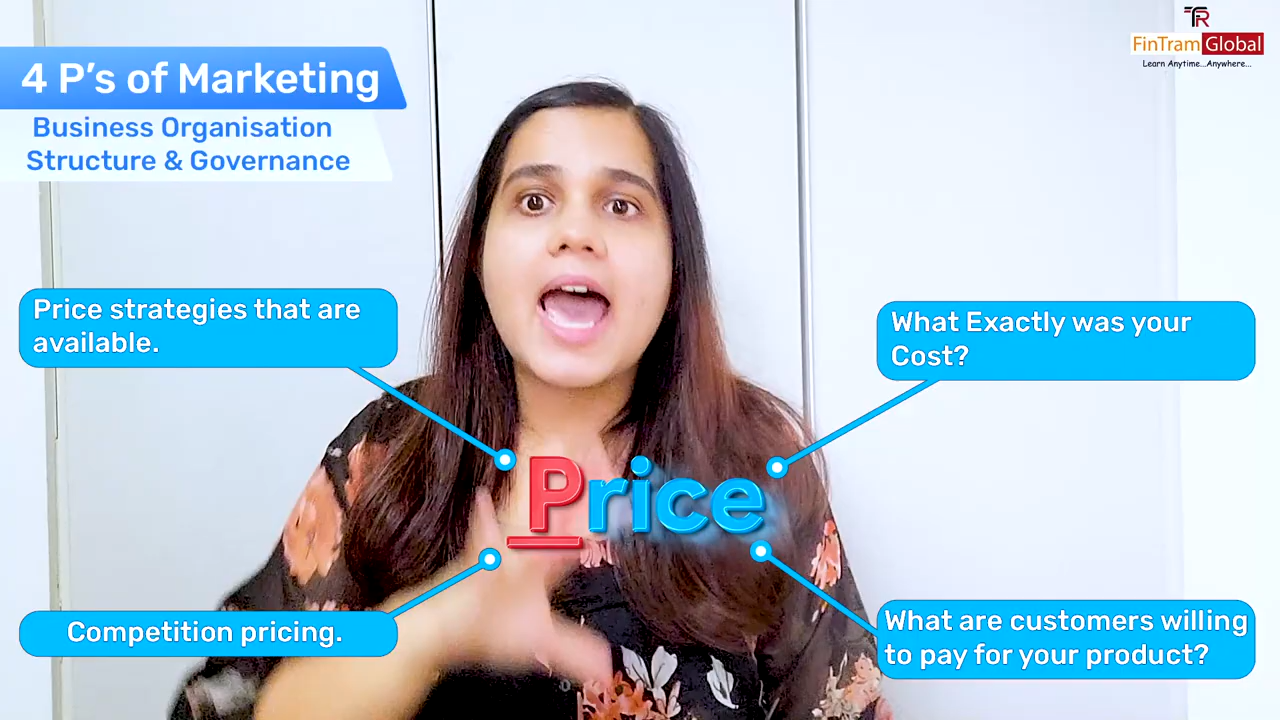 TFR
FinTram Global
Learn Anytime...Anywhere...
4 P's of Marketing
Business Organisation
Structure & Governance
Price strategies that are
available.
What Exactly was your
Cost?
Price
Competition pricing.
What are customers willing
to pay for your product?